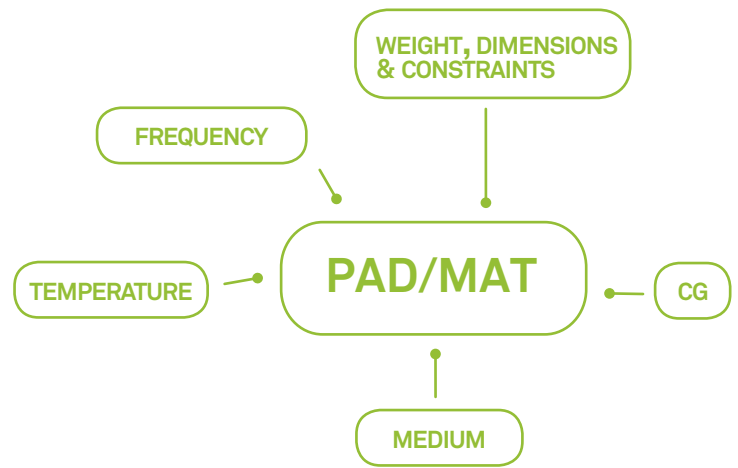 WEIGHT, DIMENSIONS
& CONSTRAINTS
FREQUENCY
PAD/MAT
TEMPERATURE
CG
MEDIUM